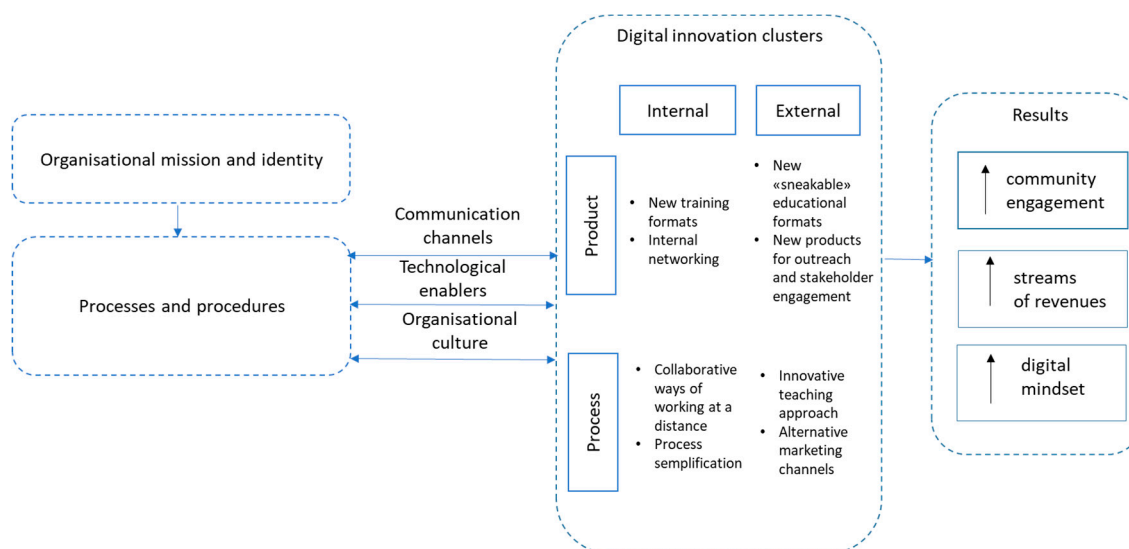 Organisational mission and identity
Processes and procedures
Communication
channels
Technological
enablers
Organisational
culture
Digital innovation clusters
Internal
External
Product
• New training
formats
• Internal
networking
• New
«sneakable»
educational
formats
• New products
for outreach
and stakeholder
engagement
Process
• Collaborative
ways of
working at a
distance
• Process
semplification
• Innovative
teaching
approach
• Alternative
marketing
channels
Results
community
engagement
streams
of revenues
digital
mindset